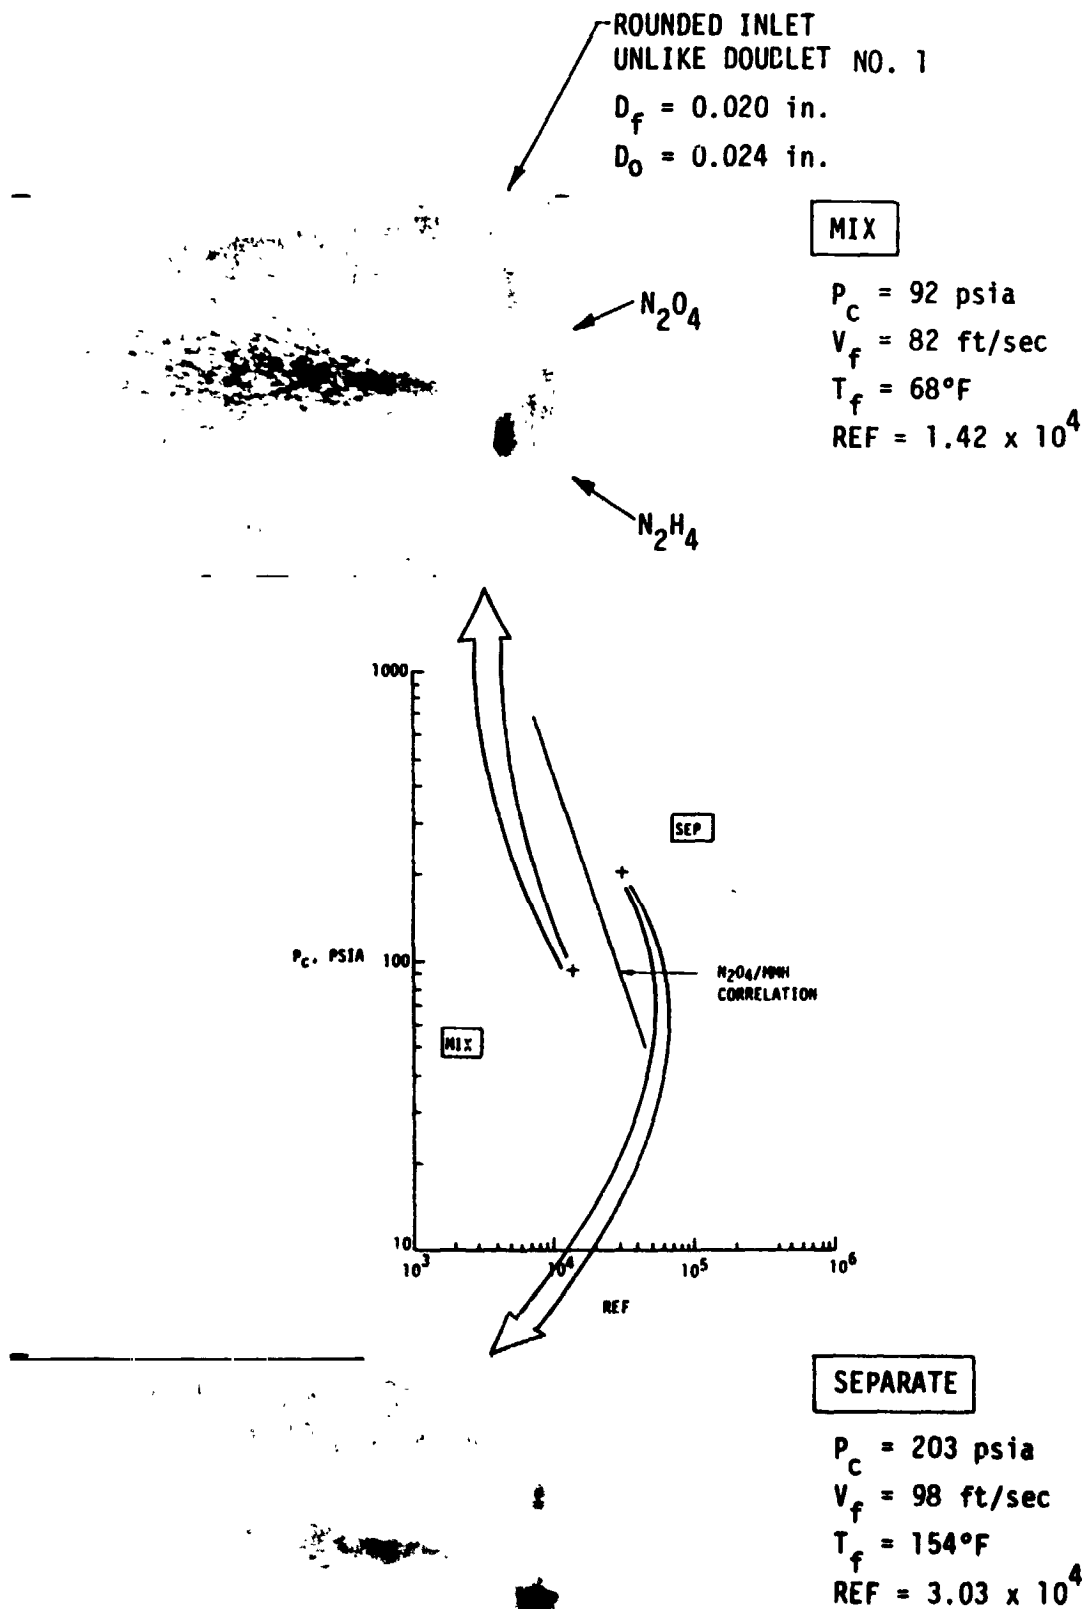 ROUNDED INLET
UNLIKE DOUCLET NO. 1
D_f = 0.020 in.
D_o = 0.024 in.
MIX
P_c = 92 psia
V_f = 82 ft/sec
T_f = 68°F
REF = 1.42 x 10^4
N_2O_4
N_2H_4
1000
SEP
P_C, PSIA
100
N_2O_4/MMH
CORRELATION
MIX
10
10^3
10^4
10^5
10^6
REF
SEPARATE
P_c = 203 psia
V_f = 98 ft/sec
T_f = 154°F
REF = 3.03 x 10^4